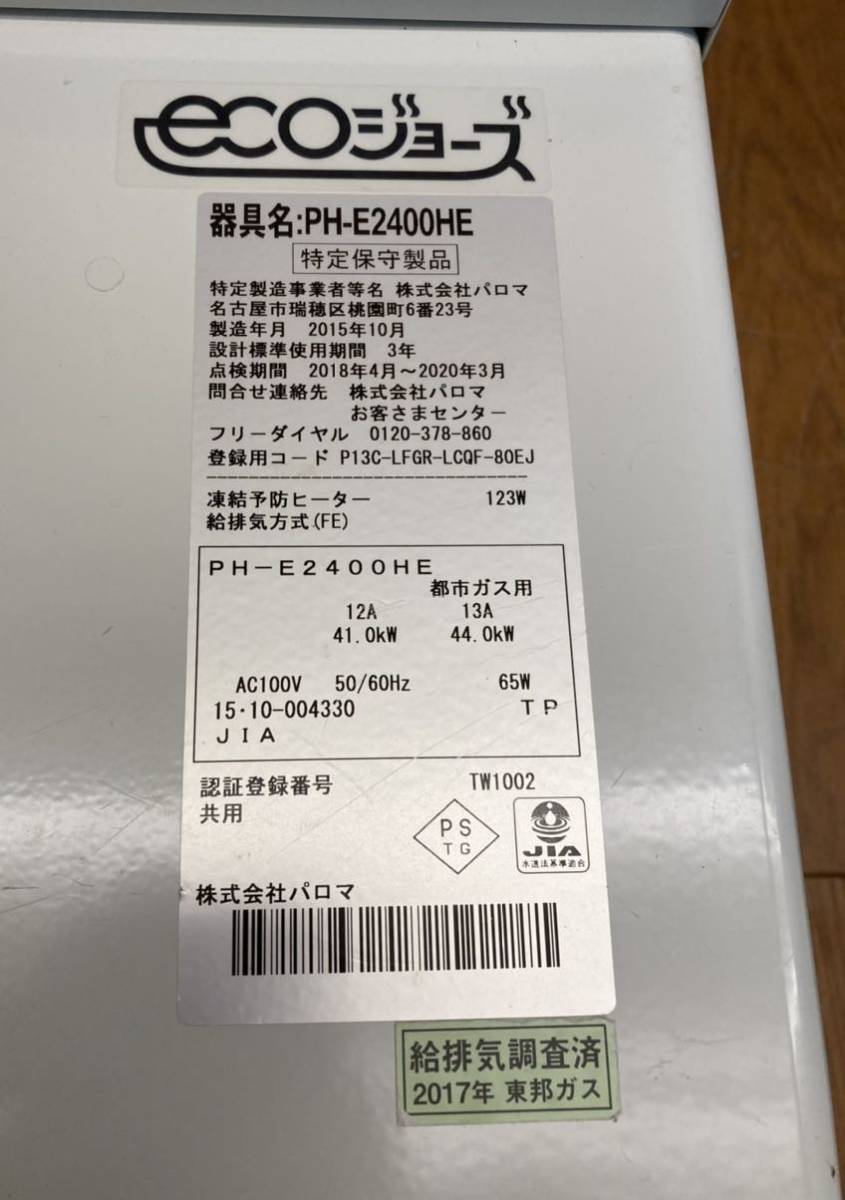 ecoジョーズ
器具名:PH-E2400HE
特定保守製品
特定製造事業者等名 株式会社パロマ
名古屋市瑞穂区桃園町6番23号
製造年月 2015年10月
設計標準使用期間 3年
点検期間 2018年4月～2020年3月
問合せ連絡先 株式会社パロマ
お客さまセンター
フリーダイヤル 0120-378-860
登録用コード P13C-LFGR-LCQF-80EJ
凍結予防ヒーター 123W
給排気方式(FE)
PH-E2400HE
都市ガス用
12A 13A
41.0kW 44.0kW
AC100V 50/60Hz 65W
15・10-004330 TP
JIA
認証登録番号 TW1002
共用
PS
TG
JIA
水道法基準適合
株式会社パロマ
給排気調査済
2017年 東邦ガス